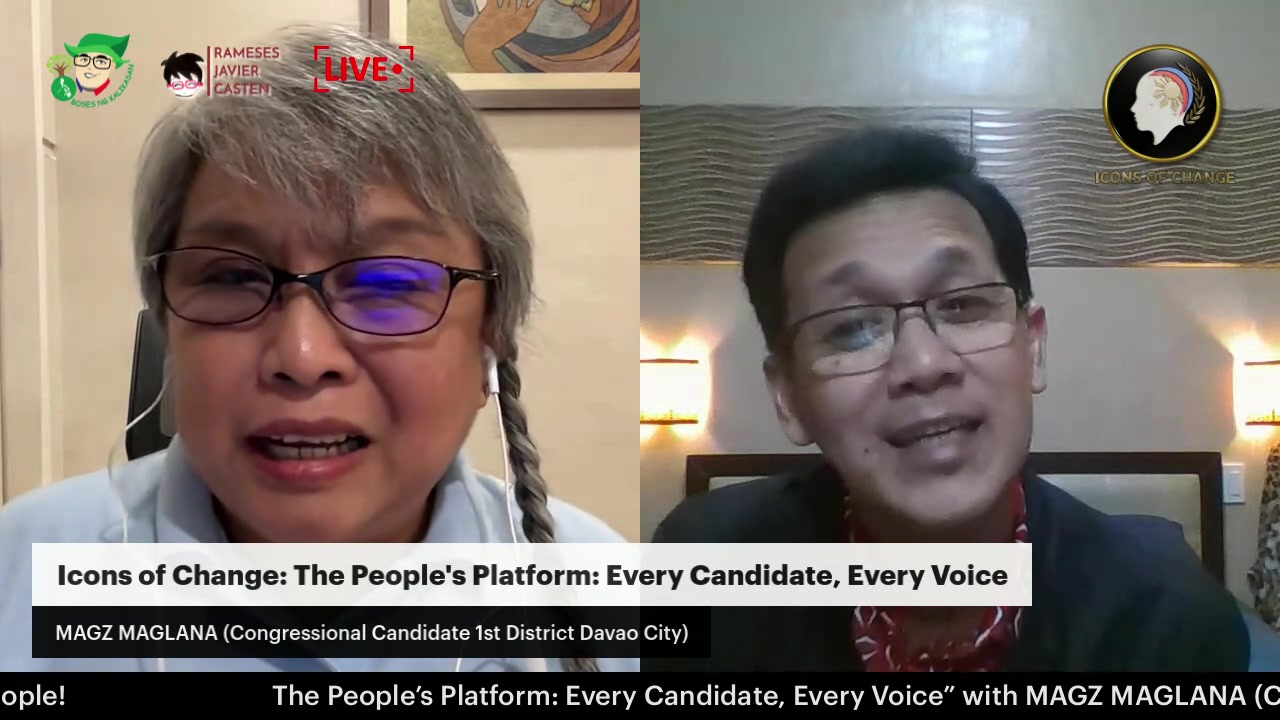 BOSES NG KALIKASAN
RAMESES
JAVIER
CASTEN
LIVE
ICONS OF CHANGE
Icons of Change: The People's Platform: Every Candidate, Every Voice
MAGZ MAGLANA (Congressional Candidate 1st District Davao City)
ople! The People’s Platform: Every Candidate, Every Voice” with MAGZ MAGLANA (C